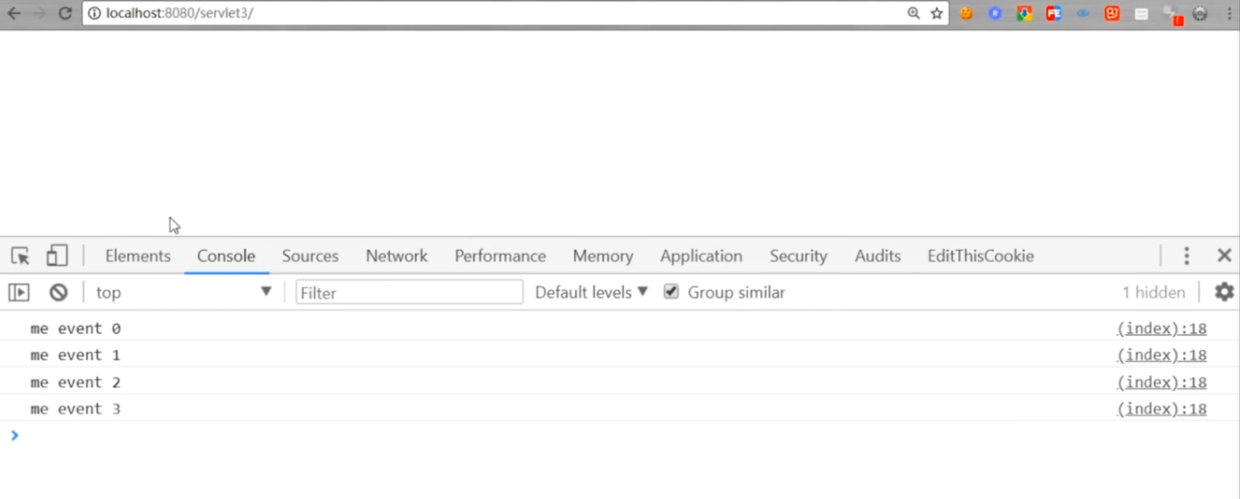 localhost:8080/servlet3/
Elements Console Sources Network Performance Memory Application Security Audits EditThisCookie
top Filter Default levels Group similar 1 hidden
me event 0 (index):18
me event 1 (index):18
me event 2 (index):18
me event 3 (index):18